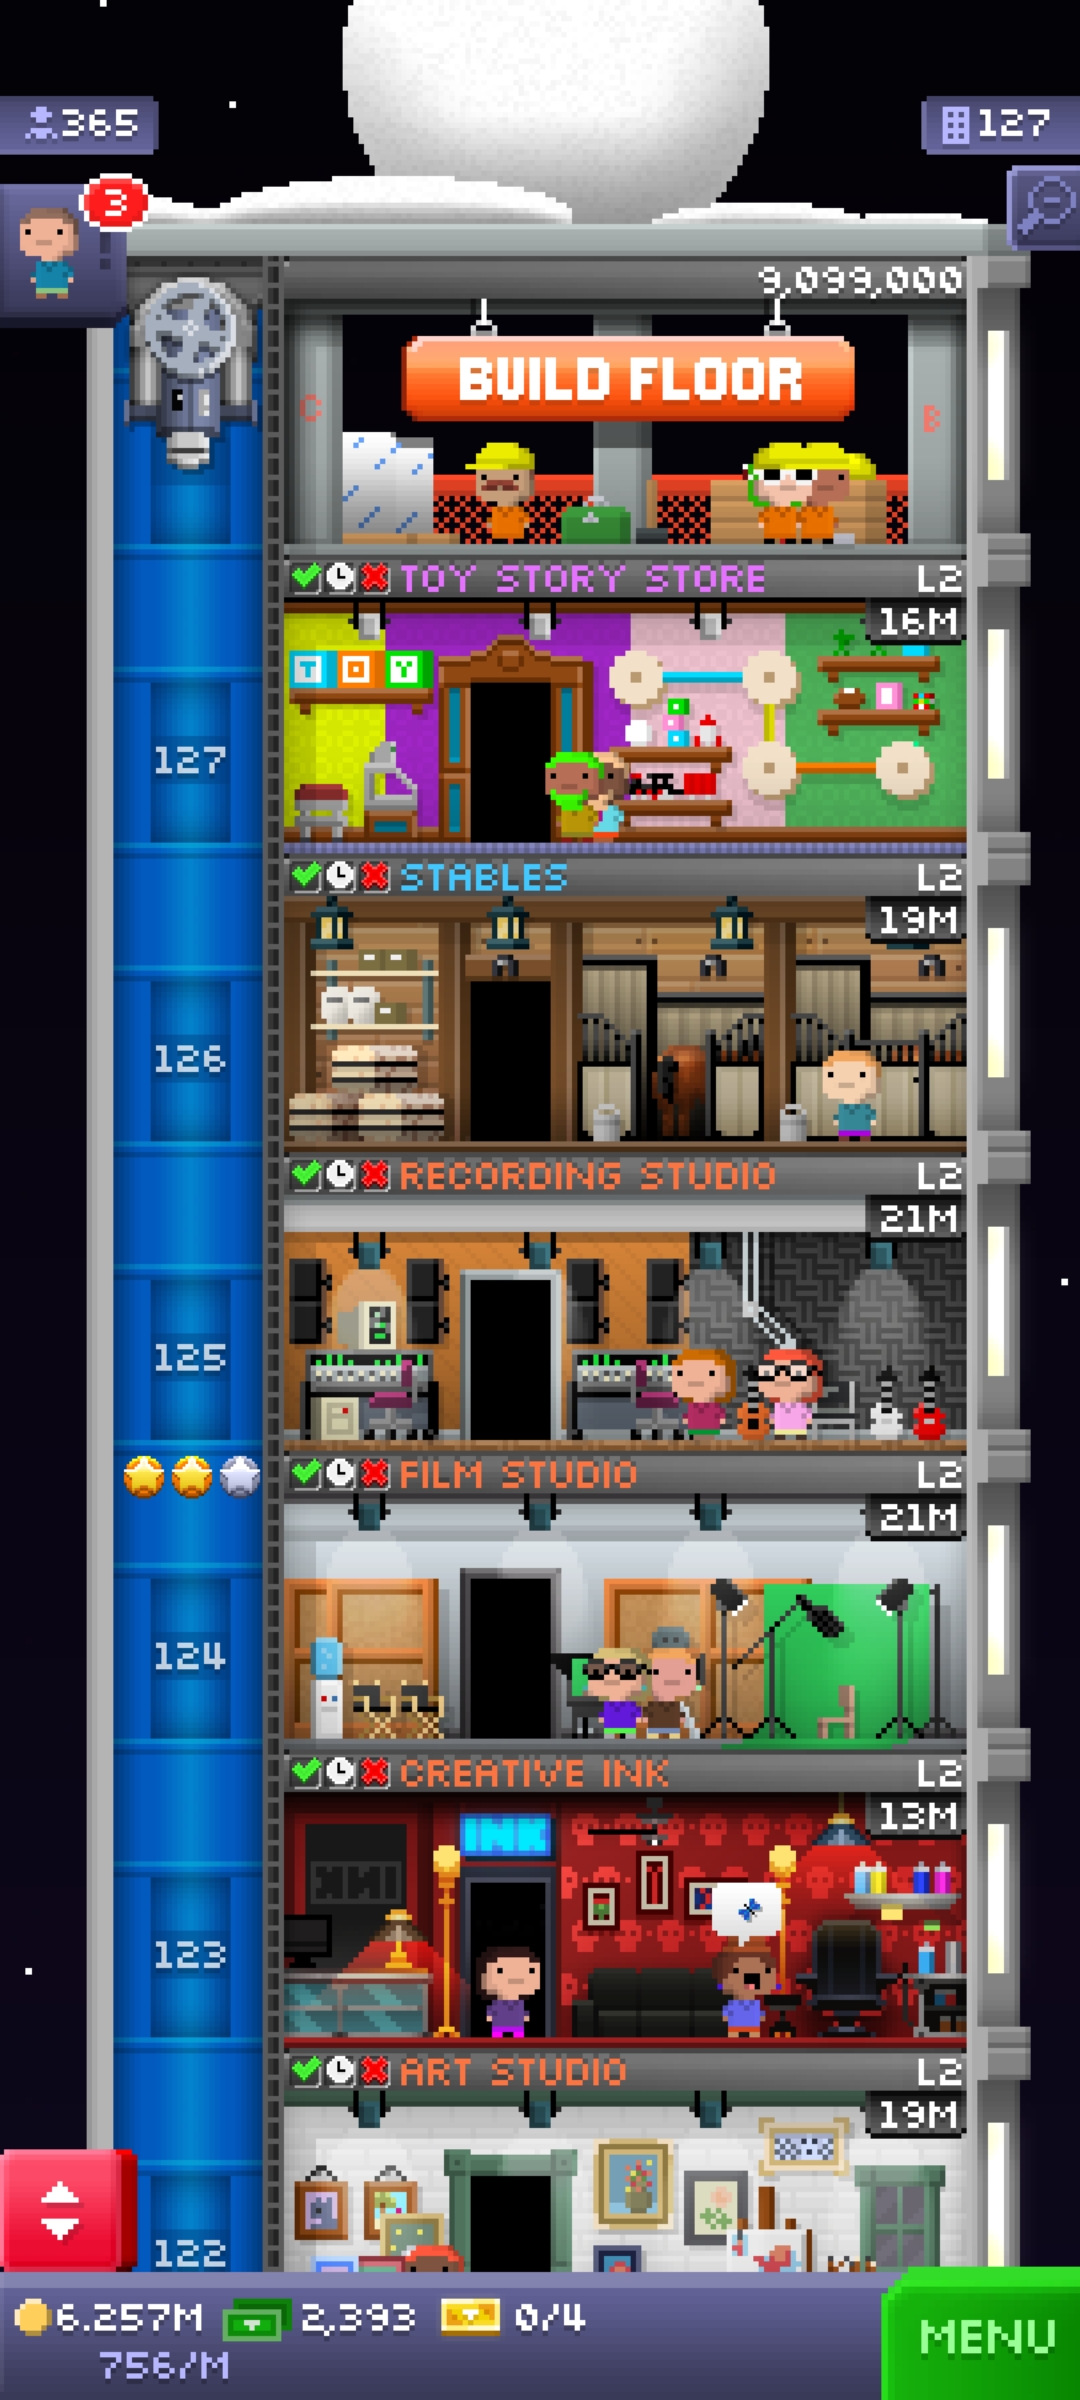 365
127
3
9,099,000
BUILD FLOOR
C
B
TOY STORY STORE L2
16M
T O Y
127
STABLES L2
19M
126
RECORDING STUDIO L2
21M
125
FILM STUDIO L2
21M
124
CREATIVE INK L2
13M
INK
123
ART STUDIO L2
19M
122
6.257M 2,393 0/4
756/M
MENU